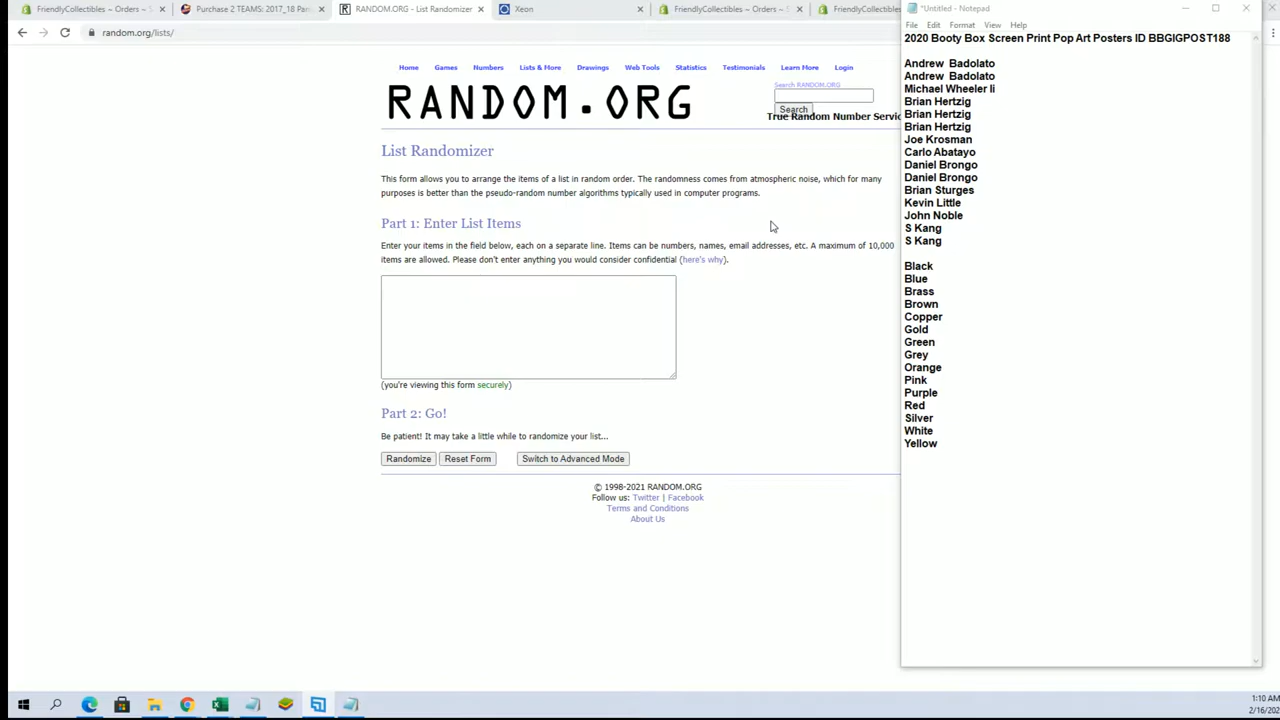 FriendlyCollectibles ~ Orders ~ S
Purchase 2 TEAMS: 2017_18 Pan
RANDOM.ORG - List Randomizer
Xeon
FriendlyCollectibles ~ Orders ~ S
FriendlyCollectibles
random.org/lists/
Home Games Numbers Lists & More Drawings Web Tools Statistics Testimonials Learn More Login
Search RANDOM.ORG
RANDOM.ORG
Search
True Random Number Servic
List Randomizer
This form allows you to arrange the items of a list in random order. The randomness comes from atmospheric noise, which for many
purposes is better than the pseudo-random number algorithms typically used in computer programs.
Part 1: Enter List Items
Enter your items in the field below, each on a separate line. Items can be numbers, names, email addresses, etc. A maximum of 10,000
items are allowed. Please don't enter anything you would consider confidential (here's why).
(you're viewing this form securely)
Part 2: Go!
Be patient! It may take a little while to randomize your list...
Randomize Reset Form Switch to Advanced Mode
© 1998-2021 RANDOM.ORG
Follow us: Twitter | Facebook
Terms and Conditions
About Us
*Untitled - Notepad
File Edit Format View Help
2020 Booty Box Screen Print Pop Art Posters ID BBGIGPOST188
Andrew Badolato
Andrew Badolato
Michael Wheeler Ii
Brian Hertzig
Brian Hertzig
Brian Hertzig
Joe Krosman
Carlo Abatayo
Daniel Brongo
Daniel Brongo
Brian Sturges
Kevin Little
John Noble
S Kang
S Kang
Black
Blue
Brass
Brown
Copper
Gold
Green
Grey
Orange
Pink
Purple
Red
Silver
White
Yellow
1:10 AM
2/16/202